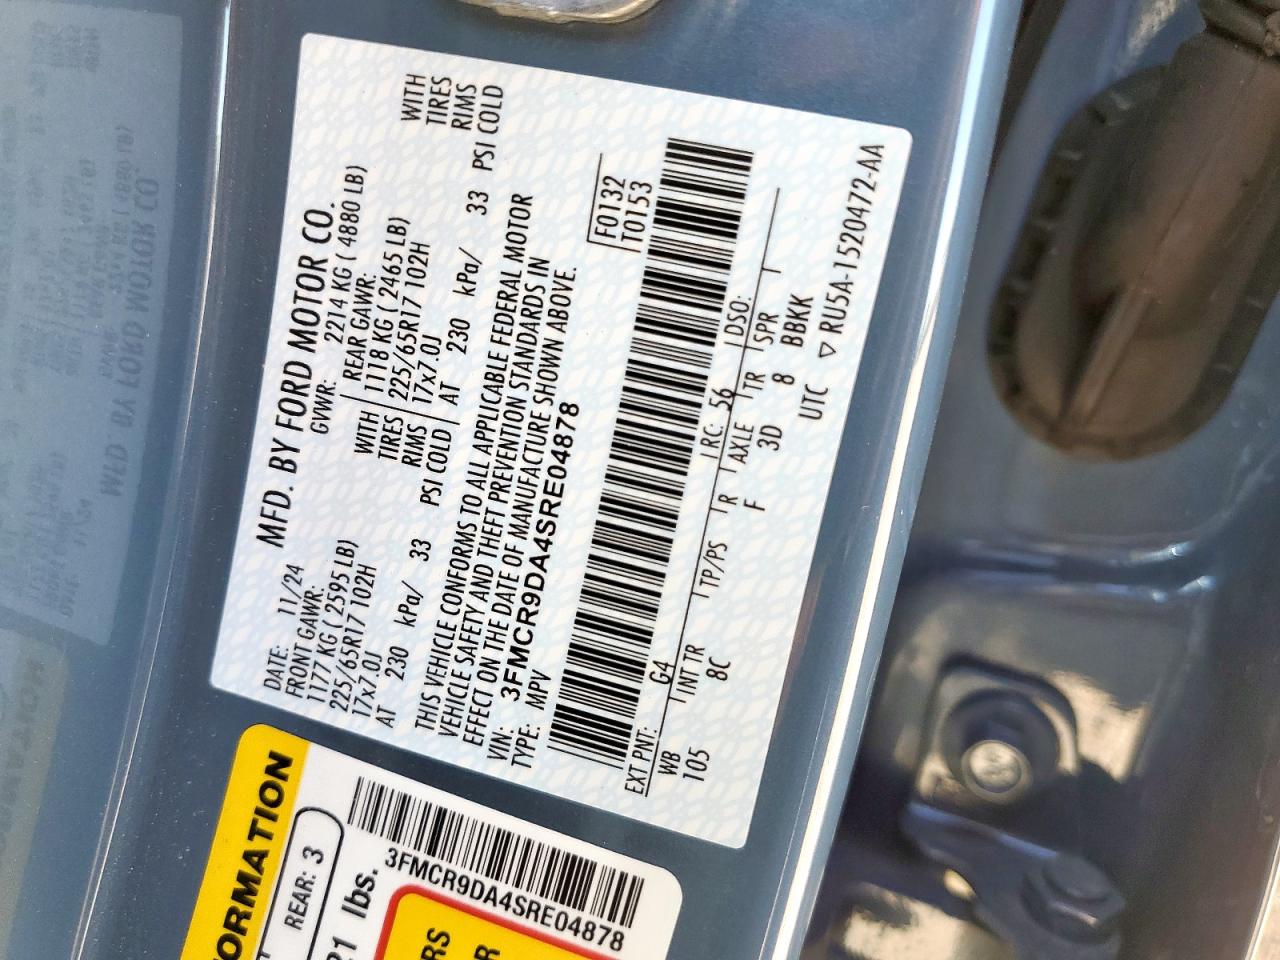 MFD. BY FORD MOTOR CO.
DATE: 11/24 GVWR: 2214 KG ( 4880 LB)
FRONT GAWR: REAR GAWR:
1177 KG ( 2595 LB) WITH 1118 KG ( 2465 LB) WITH
225/65R17 102H TIRES 225/65R17 102H TIRES
17x7.0J RIMS 17x7.0J RIMS
AT 230 kPa/ 33 PSI COLD AT 230 kPa/ 33 PSI COLD
THIS VEHICLE CONFORMS TO ALL APPLICABLE FEDERAL MOTOR
VEHICLE SAFETY AND THEFT PREVENTION STANDARDS IN
EFFECT ON THE DATE OF MANUFACTURE SHOWN ABOVE.
VIN: 3FMCR9DA4SRE04878
TYPE: MPV
F0132
T0153
EXT PNT: G4 RC: 56 DSO:
WB INT TR TP/PS R AXLE TR SPR
105 8C F 3D 8 BBKK
UTC ▽ RU5A-1520472-AA
ORMATION
REAR: 3
21 lbs.
3FMCR9DA4SRE04878
RS
R